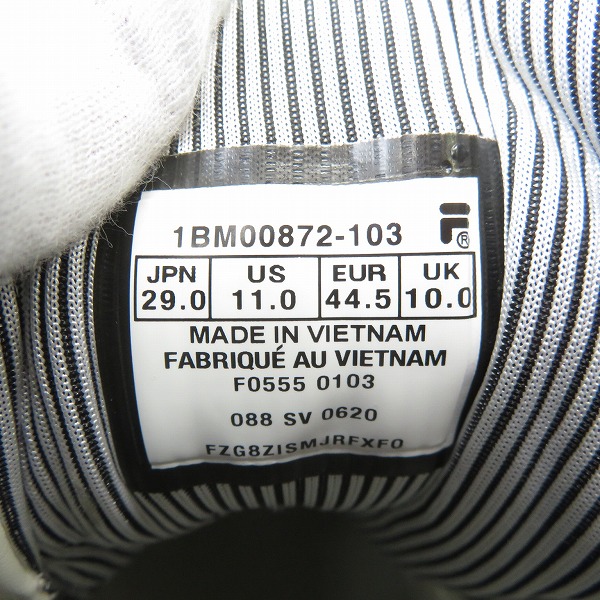 1BM00872-103
JPN US EUR UK
29.0 11.0 44.5 10.0
MADE IN VIETNAM
FABRIQUÉ AU VIETNAM
F0555 0103
088 SV 0620
FZG8ZISMJRFXF0